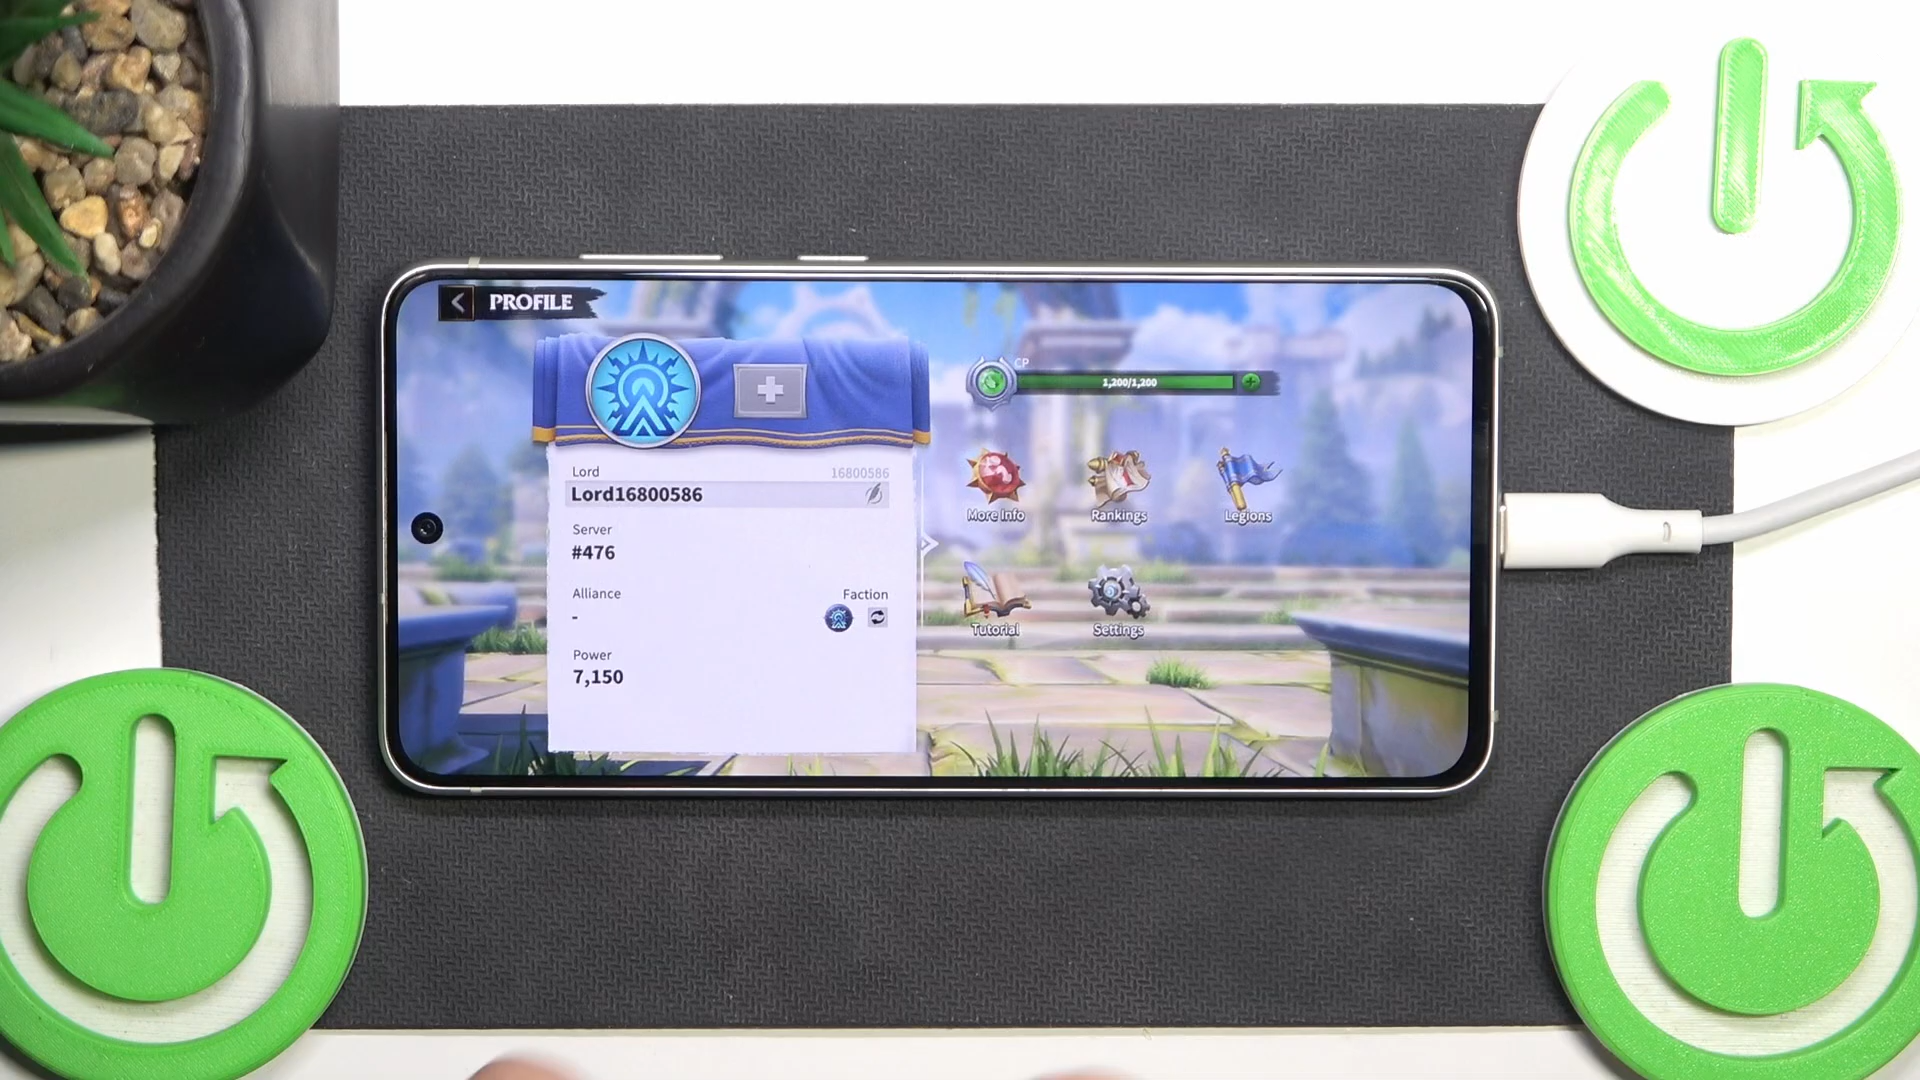 PROFILE
CP
1,200/1,200
Lord
16800586
Lord16800586
Server
#476
Alliance
Faction
-
Power
7,150
More Info
Rankings
Legions
Tutorial
Settings